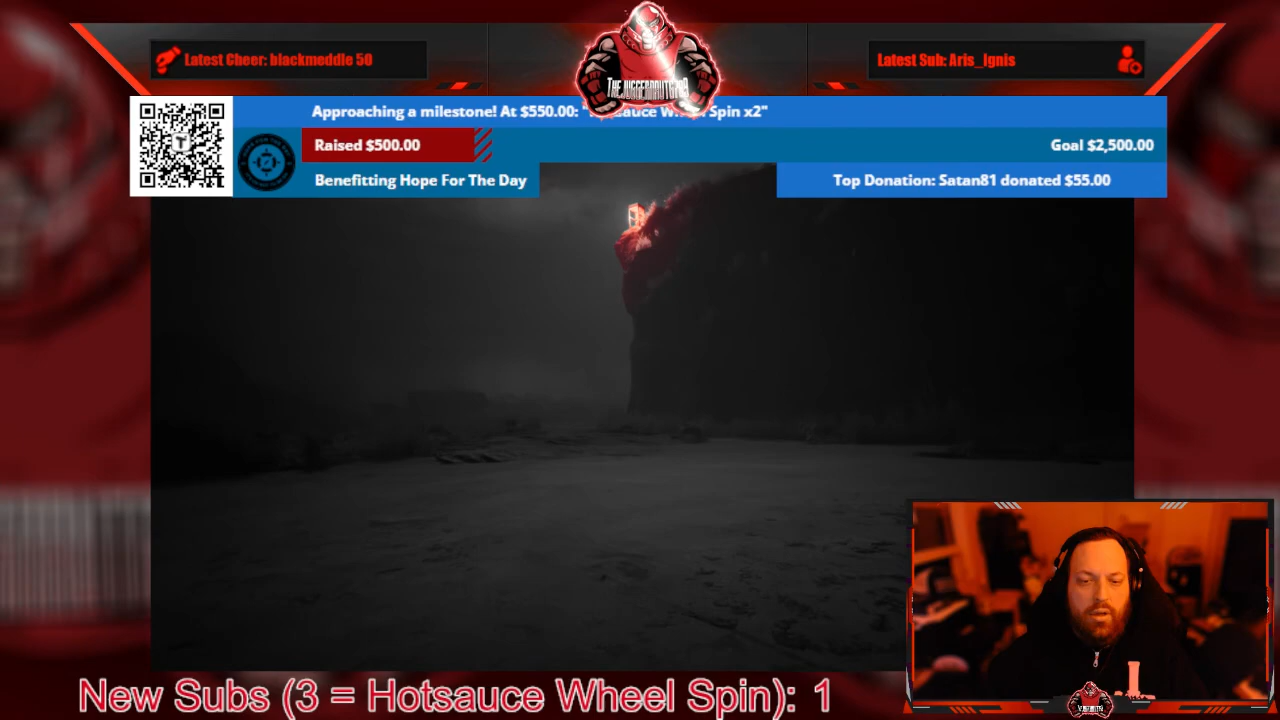 Latest Cheer: blackmeddle 50
Latest Sub: Aris_Ignis
Approaching a milestone! At $550.00: " Spin x2"
Raised $500.00
Goal $2,500.00
Benefitting Hope For The Day
Top Donation: Satan81 donated $55.00
New Subs (3 = Hotsauce Wheel Spin): 1